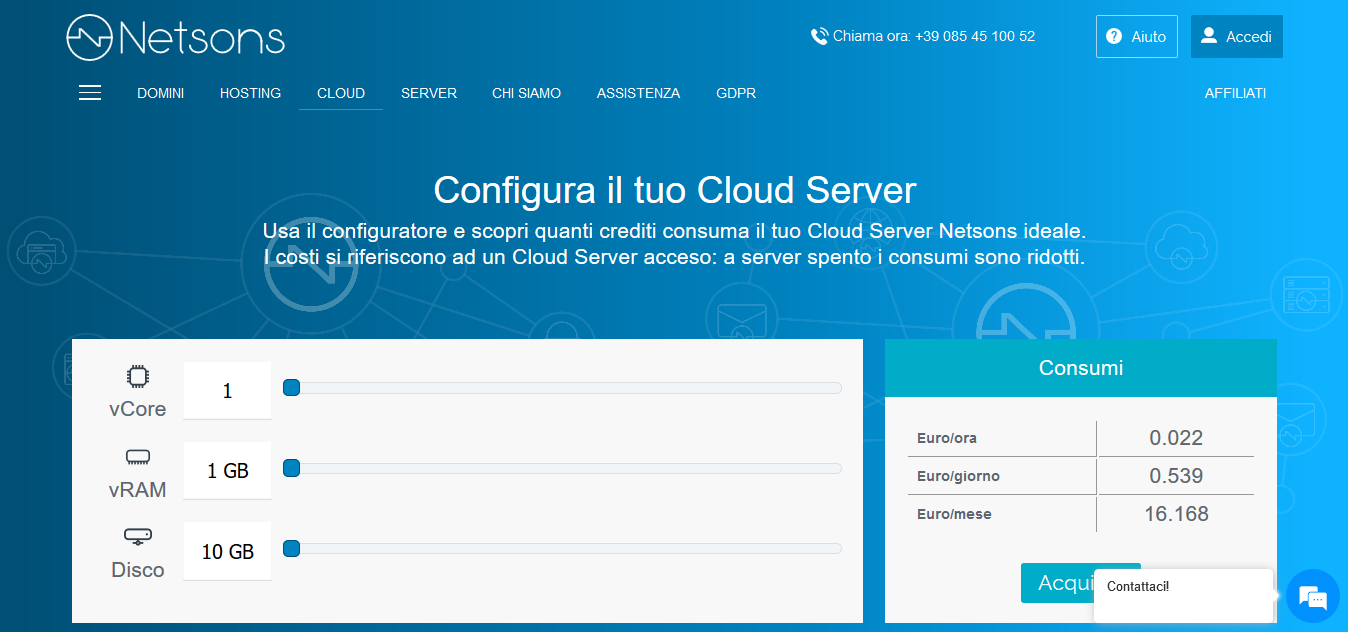 Netsons
Chiama ora: +39 085 45 100 52
Aiuto
Accedi
DOMINI HOSTING CLOUD SERVER CHI SIAMO ASSISTENZA GDPR AFFILIATI
Configura il tuo Cloud Server
Usa il configuratore e scopri quanti crediti consuma il tuo Cloud Server Netsons ideale.
I costi si riferiscono ad un Cloud Server acceso: a server spento i consumi sono ridotti.
vCore
1
vRAM
1 GB
Disco
10 GB
Consumi
Euro/ora 0.022
Euro/giorno 0.539
Euro/mese 16.168
Acqui
Contattaci!